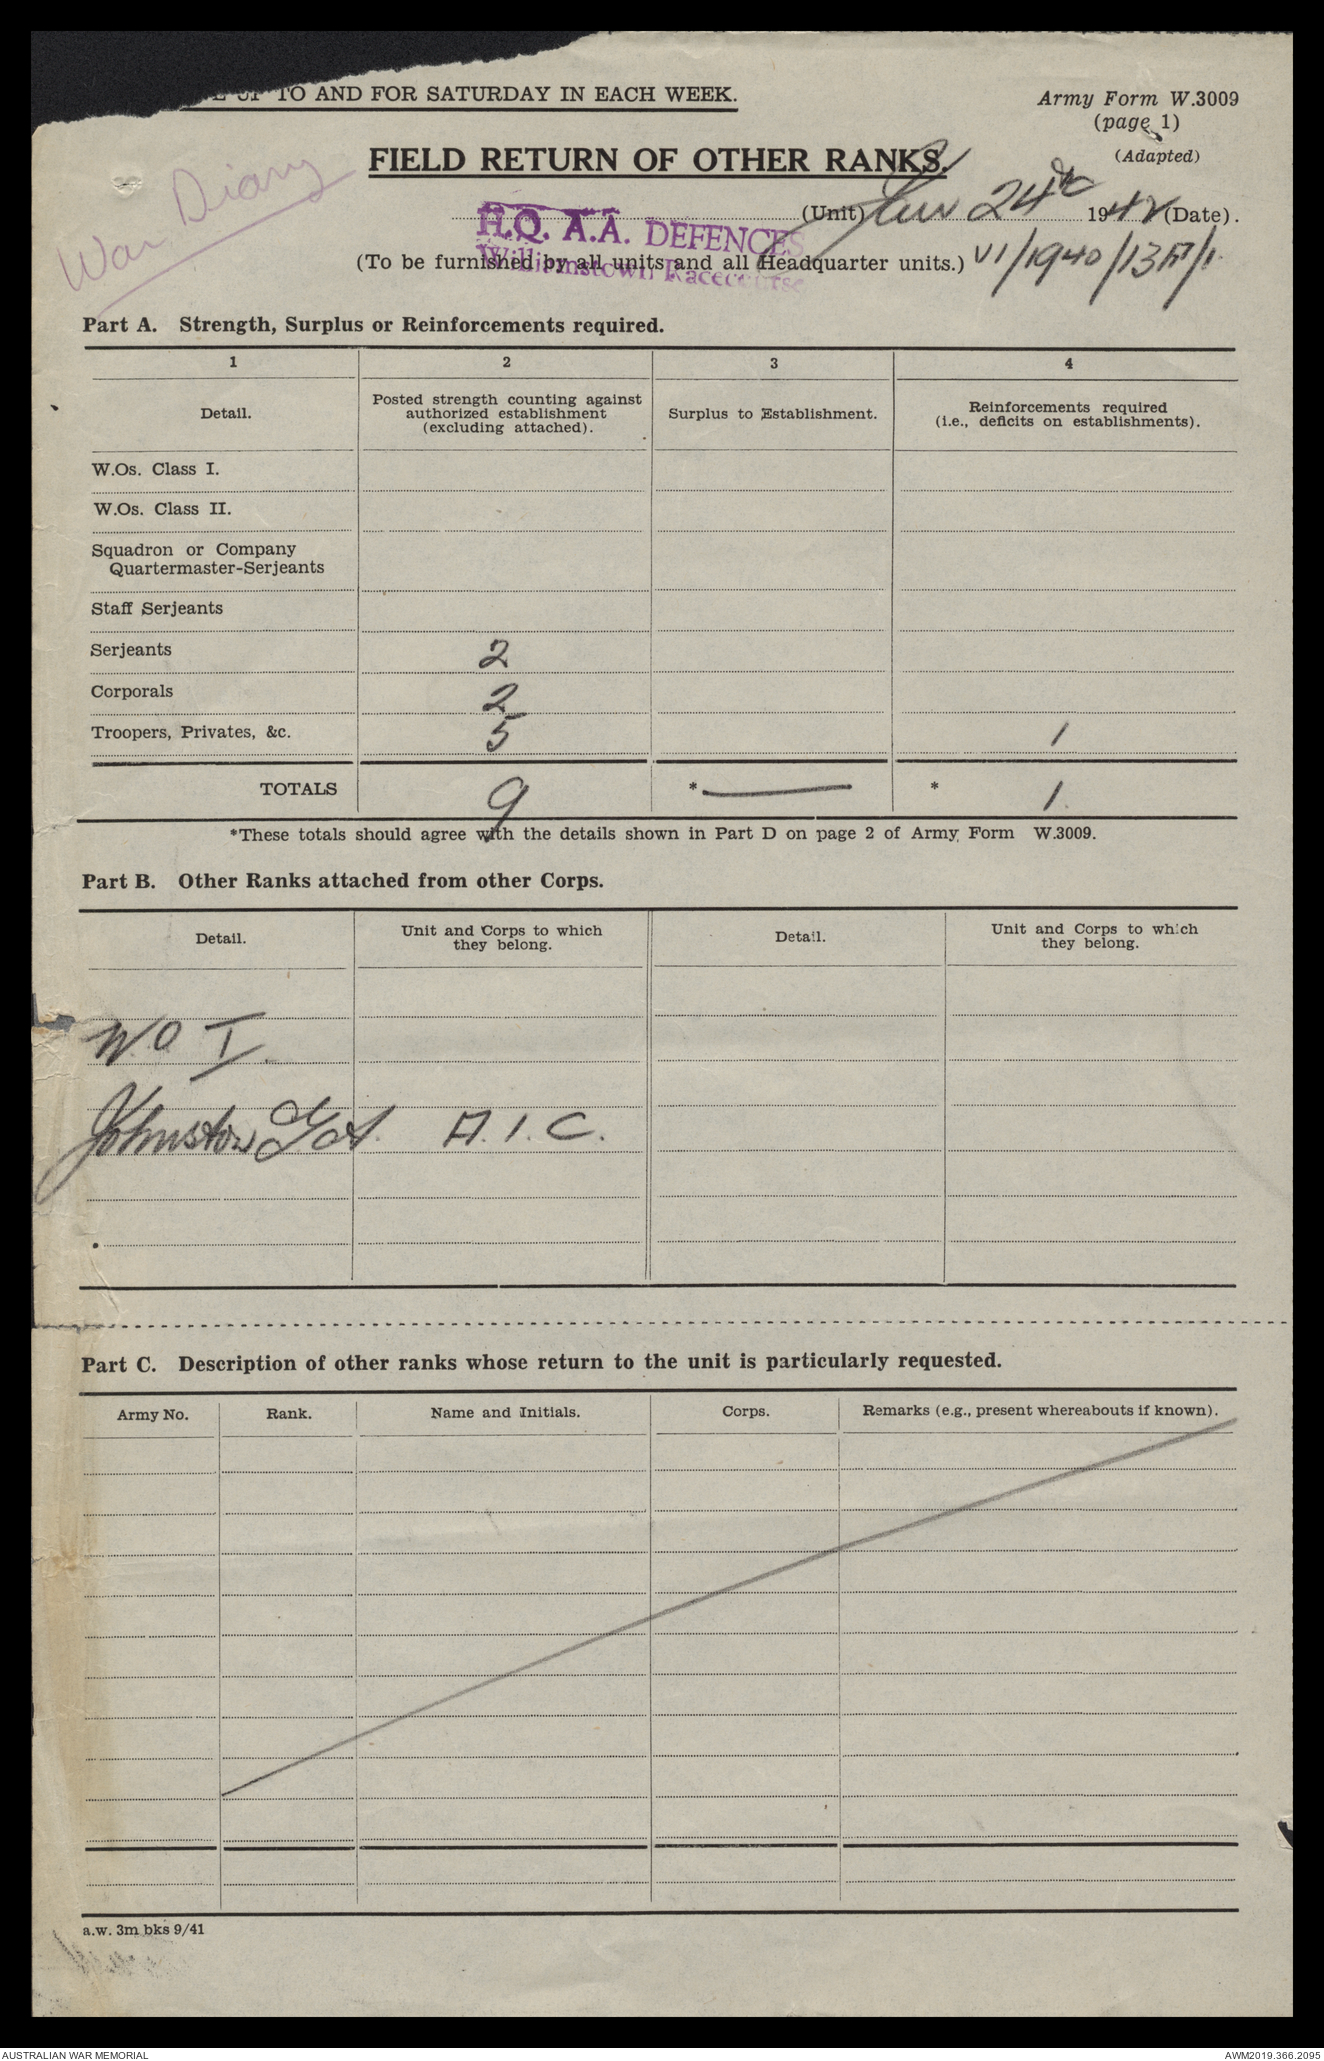 TO AND FOR SATURDAY IN EACH WEEK.
Army Form W.3009
(page 1)
(Adapted)
War Diary
FIELD RETURN OF OTHER RANKS.
(Unit) 24th 1942 (Date).
H.Q. A.A. DEFENCES
Williamstown Racecourse
(To be furnished by all units and all Headquarter units.) VI/1940/13A/1
Part A. Strength, Surplus or Reinforcements required.
1 2 3 4
Detail.
Posted strength counting against
authorized establishment
(excluding attached).
Surplus to Establishment.
Reinforcements required
(i.e., deficits on establishments).
W.Os. Class I.
W.Os. Class II.
Squadron or Company
Quartermaster-Serjeants
Staff Serjeants
Serjeants 2
Corporals 2
Troopers, Privates, &c. 5 1
TOTALS 9 * * 1.
*These totals should agree with the details shown in Part D on page 2 of Army Form W.3009.
Part B. Other Ranks attached from other Corps.
Detail.
Unit and Corps to which
they belong.
Detail.
Unit and Corps to which
they belong.
W.O. I.
Johnston A.I.C.
Part C. Description of other ranks whose return to the unit is particularly requested.
Army No. Rank. Name and Initials. Corps. Remarks (e.g., present whereabouts if known).
a.w. 3m bks 9/41
AUSTRALIAN WAR MEMORIAL AWM2019.366.2095